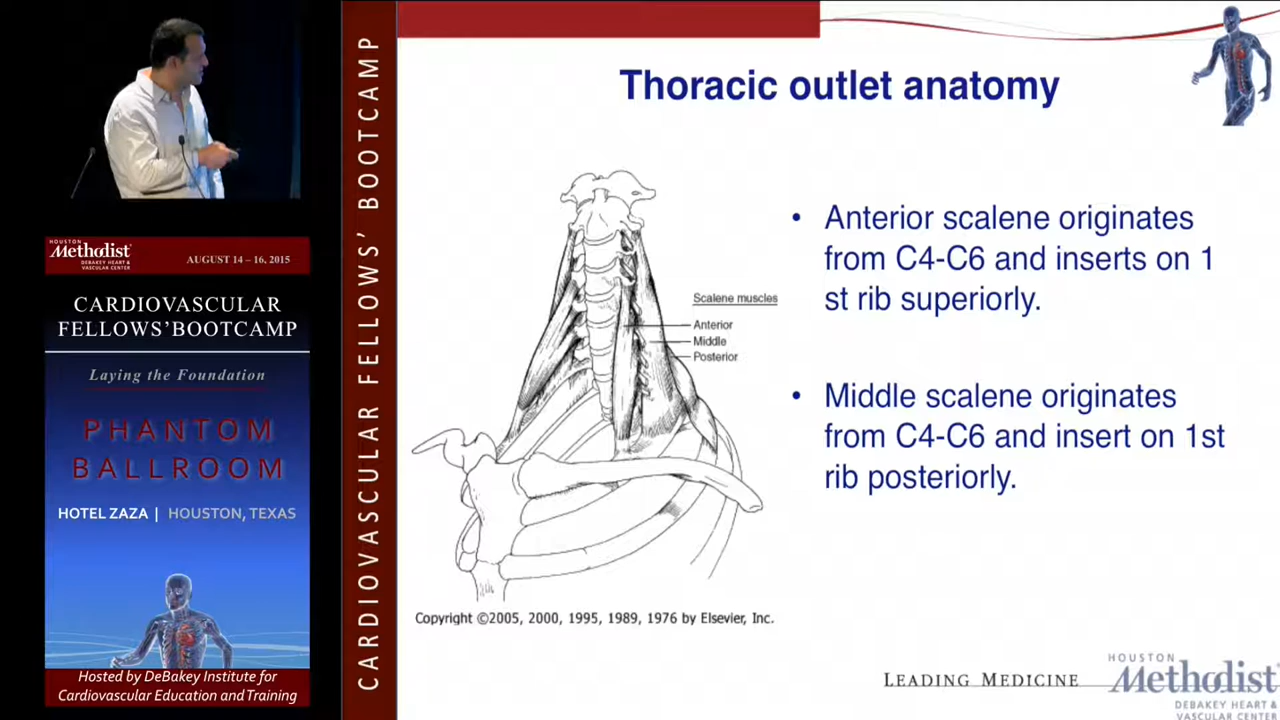 HOUSTON
Methodist
DEBAKEY HEART &
VASCULAR CENTER
AUGUST 14 – 16, 2015
CARDIOVASCULAR
FELLOWS'BOOTCAMP
Laying the Foundation
PHANTOM
BALLROOM
HOTEL ZAZA | HOUSTON, TEXAS
Hosted by DeBakey Institute for
Cardiovascular Education and Training
CARDIOVASCULAR FELLOWS' BOOTCAMP
Thoracic outlet anatomy
Scalene muscles
Anterior
Middle
Posterior
Copyright ©2005, 2000, 1995, 1989, 1976 by Elsevier, Inc.
• Anterior scalene originates
from C4-C6 and inserts on 1
st rib superiorly.
• Middle scalene originates
from C4-C6 and insert on 1st
rib posteriorly.
LEADING MEDICINE
HOUSTON
Methodist
DEBAKEY HEART &
VASCULAR CENTER